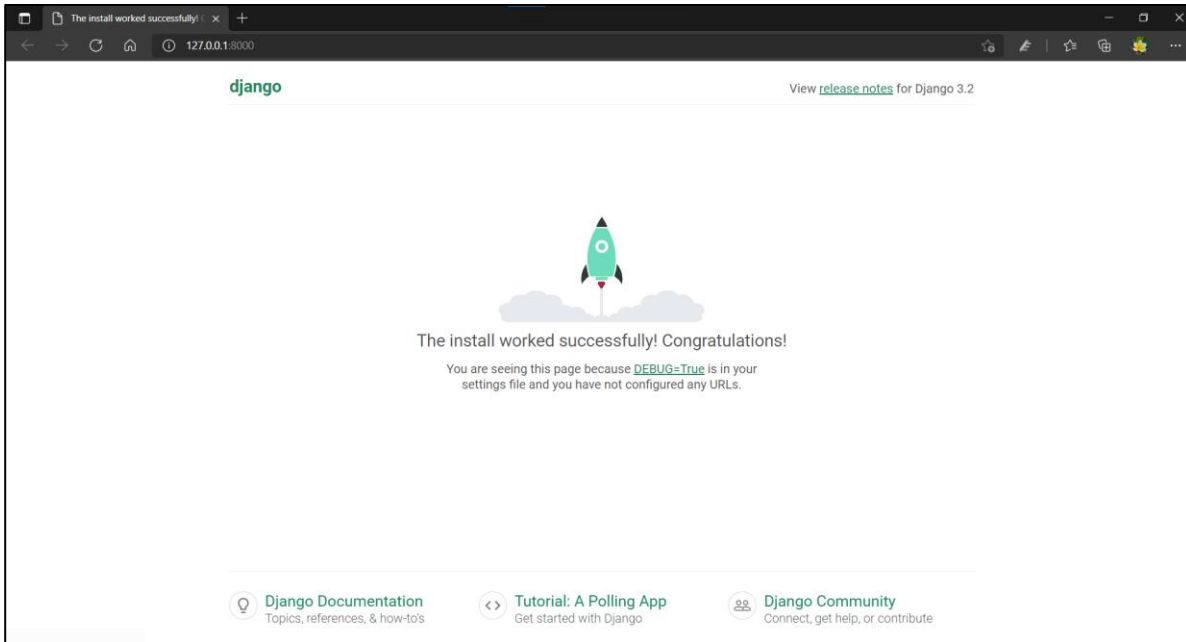 The install worked successfully!
127.0.0.1:8000
django
View release notes for Django 3.2
The install worked successfully! Congratulations!
You are seeing this page because DEBUG=True is in your
settings file and you have not configured any URLs.
Django Documentation
Topics, references, & how-to's
Tutorial: A Polling App
Get started with Django
Django Community
Connect, get help, or contribute